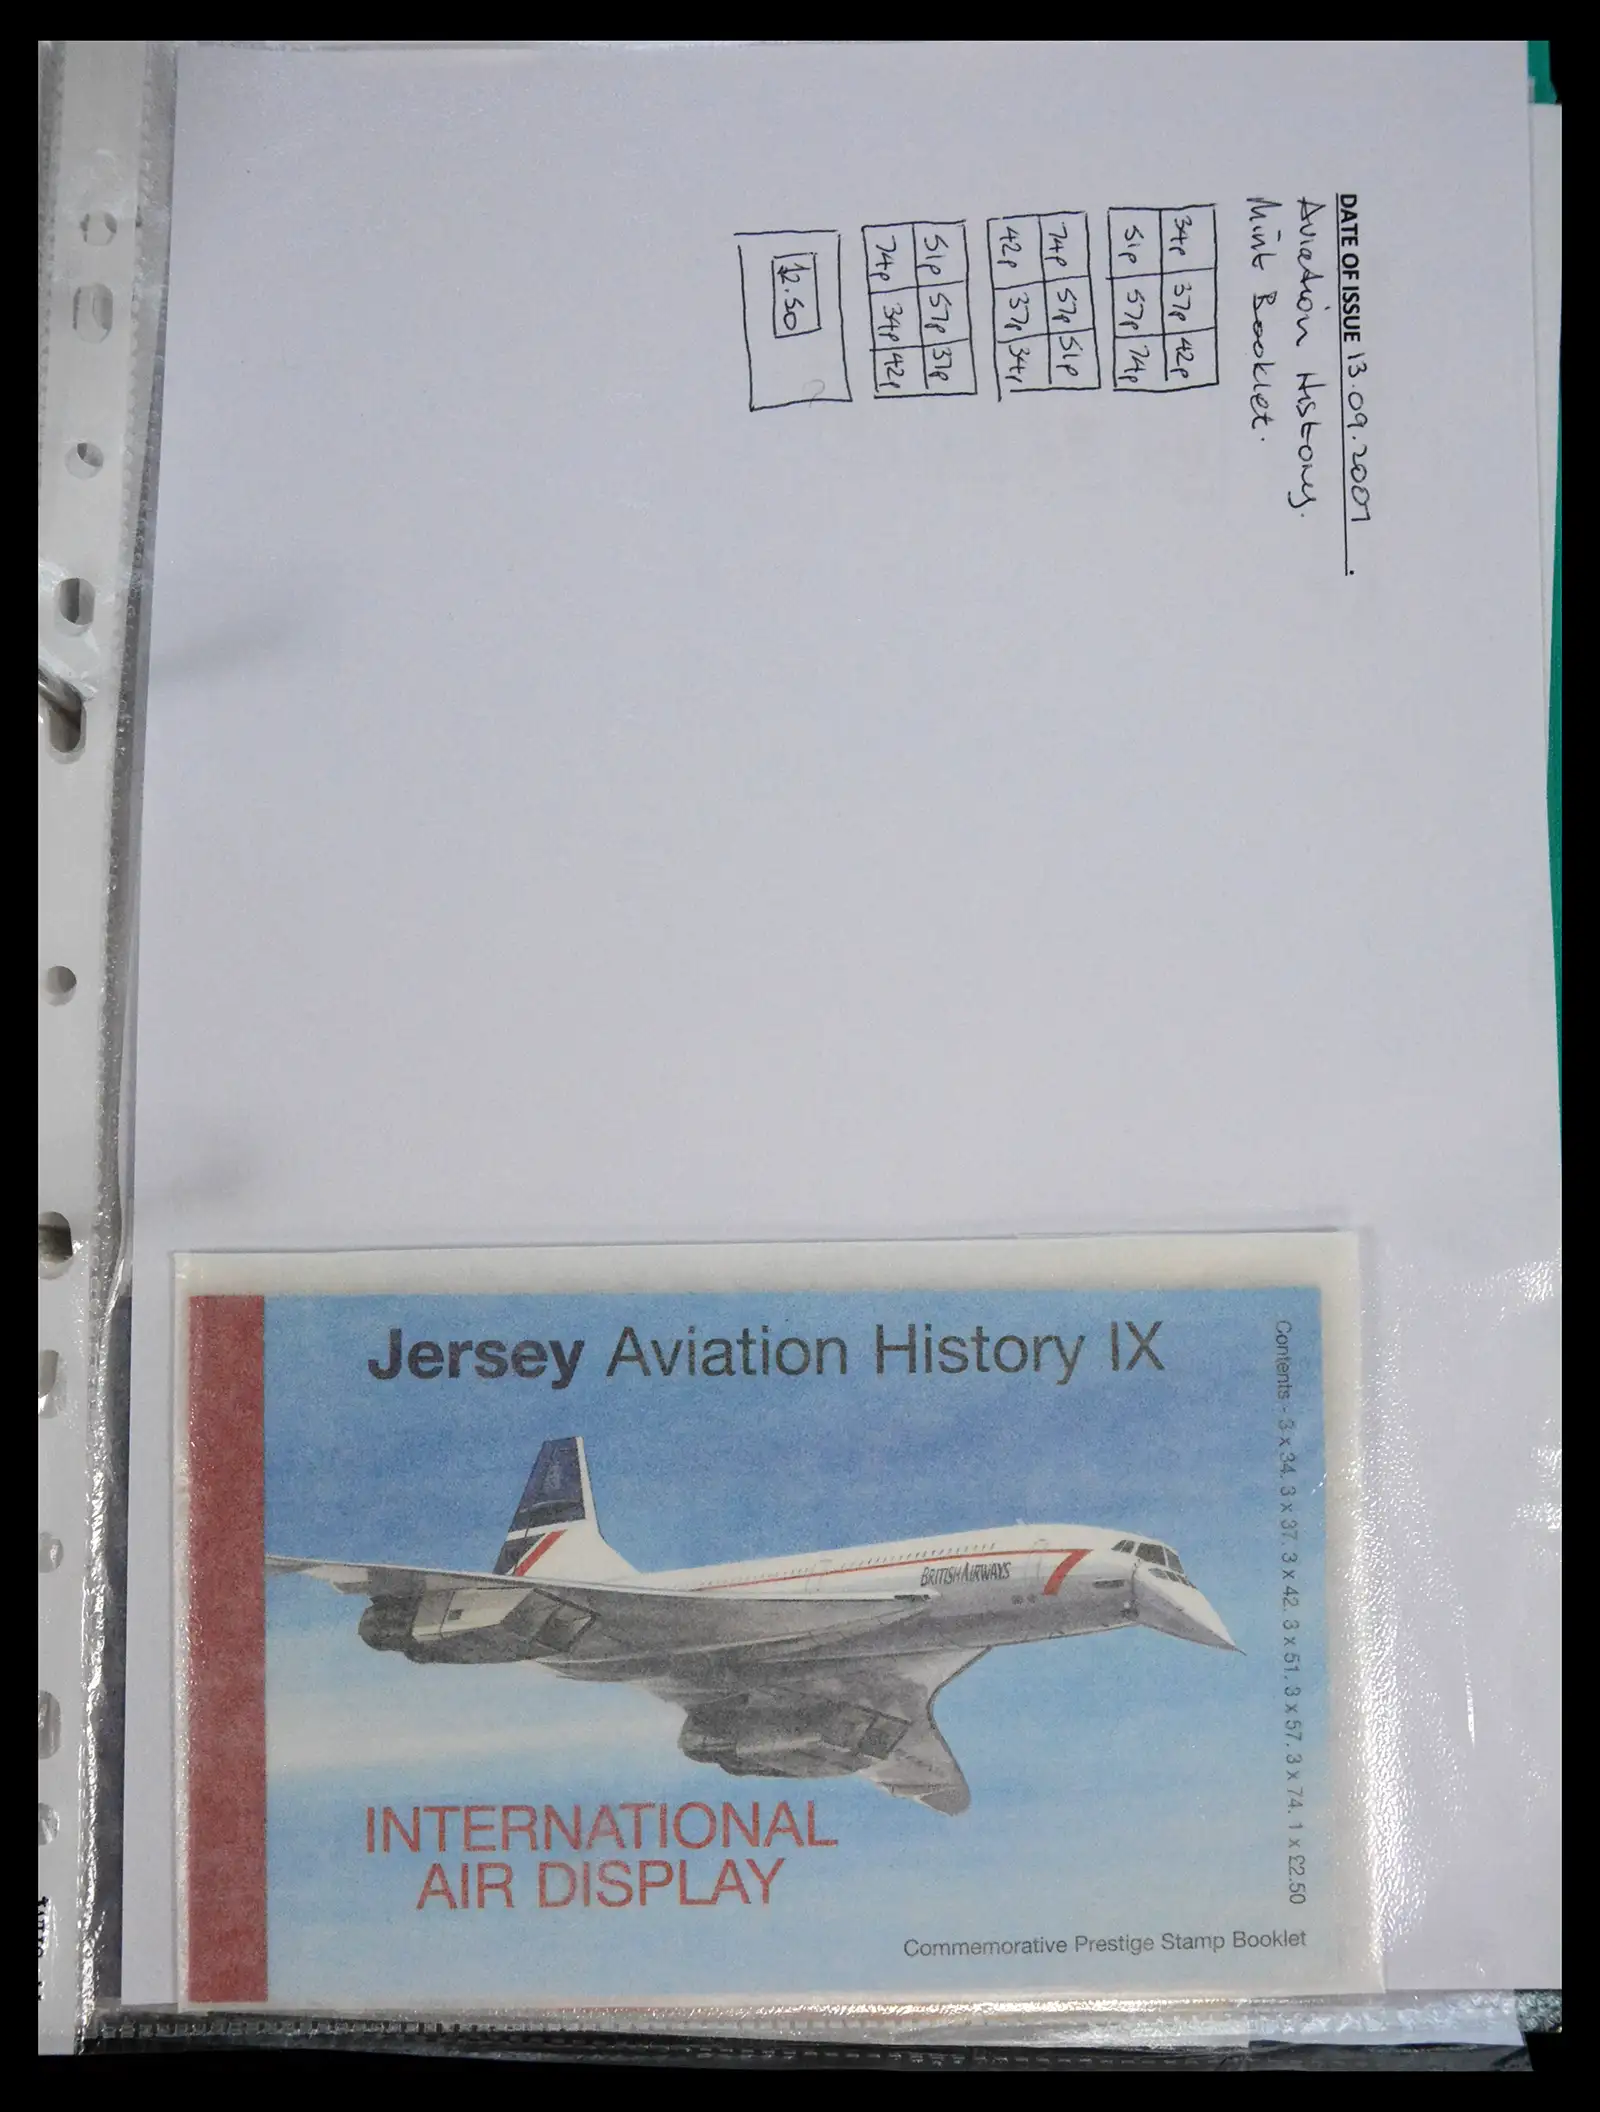 DATE OF ISSUE 13.09.2007.
Aviation History.
Mint Booklet.
34p 37p 42p
51p 57p 74p
74p 57p 51p
42p 37p 34p
51p 57p 37p
74p 34p 42p
£2.50
Jersey Aviation History IX
BRITISH AIRWAYS
INTERNATIONAL
AIR DISPLAY
Contents - 3 x 34. 3 x 37. 3 x 42. 3 x 51. 3 x 57. 3 x 74. 1 x £2.50
Commemorative Prestige Stamp Booklet